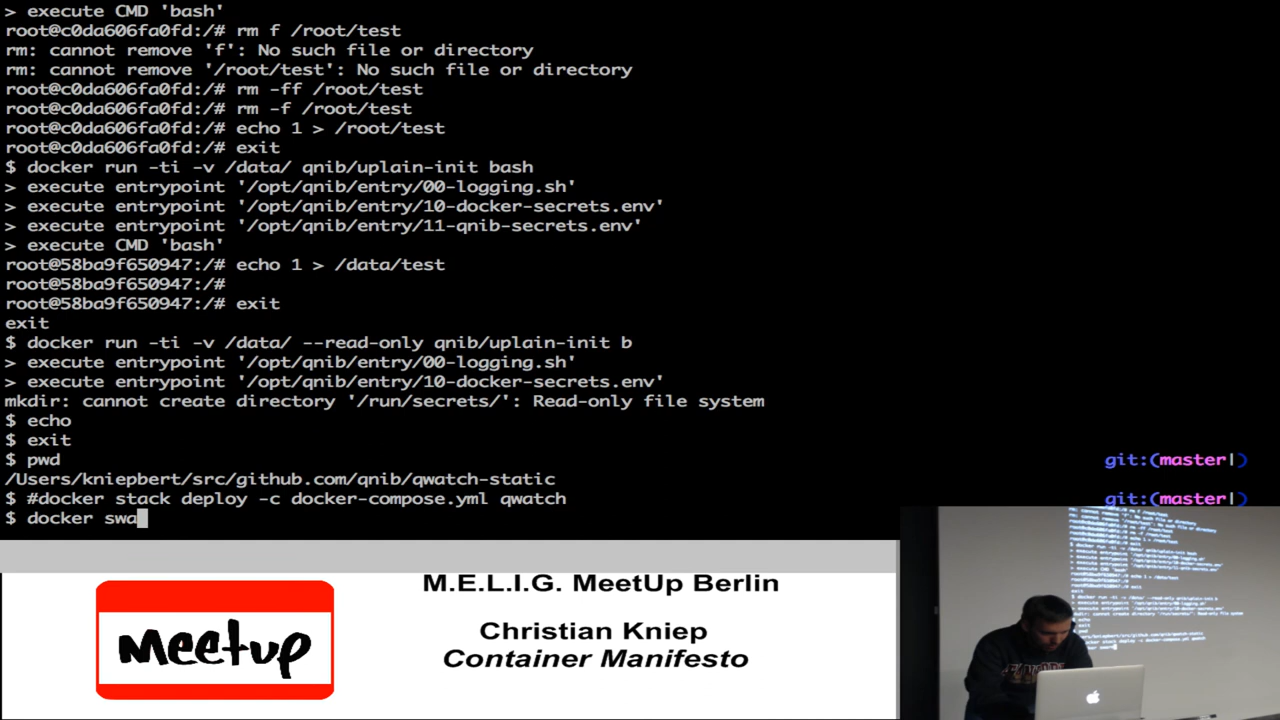 > execute CMD 'bash'
root@c0da606fa0fd:/# rm f /root/test
rm: cannot remove 'f': No such file or directory
rm: cannot remove '/root/test': No such file or directory
root@c0da606fa0fd:/# rm -ff /root/test
root@c0da606fa0fd:/# rm -f /root/test
root@c0da606fa0fd:/# echo 1 > /root/test
root@c0da606fa0fd:/# exit
$ docker run -ti -v /data/ qnib/uplain-init bash
> execute entrypoint '/opt/qnib/entry/00-logging.sh'
> execute entrypoint '/opt/qnib/entry/10-docker-secrets.env'
> execute entrypoint '/opt/qnib/entry/11-qnib-secrets.env'
> execute CMD 'bash'
root@58ba9f650947:/# echo 1 > /data/test
root@58ba9f650947:/#
root@58ba9f650947:/# exit
exit
$ docker run -ti -v /data/ --read-only qnib/uplain-init b
> execute entrypoint '/opt/qnib/entry/00-logging.sh'
> execute entrypoint '/opt/qnib/entry/10-docker-secrets.env'
mkdir: cannot create directory '/run/secrets/': Read-only file system
$ echo
$ exit
$ pwd git:(master|)
/Users/kniepbert/src/github.com/qnib/qwatch-static
$ #docker stack deploy -c docker-compose.yml qwatch git:(master|)
$ docker swa
M.E.L.I.G. MeetUp Berlin
Meetup
Christian Kniep
Container Manifesto